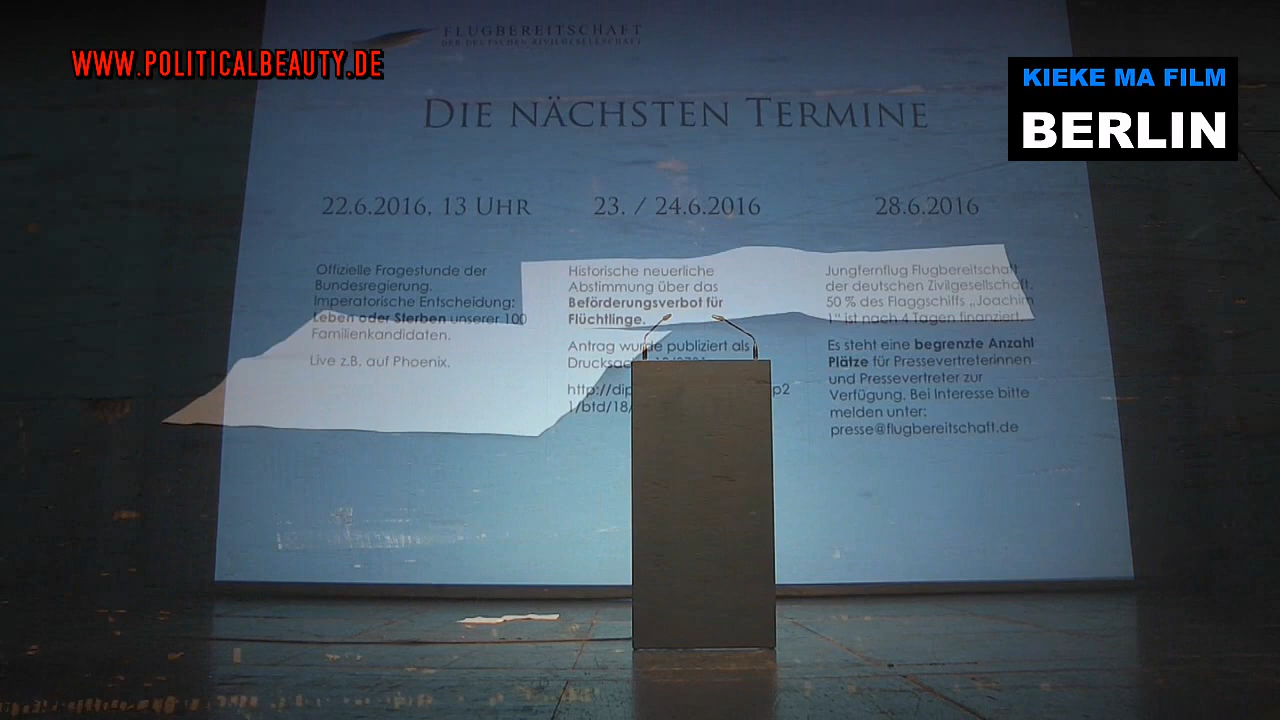 WWW.POLITICALBEAUTY.DE
KIEKE MA FILM
BERLIN
FLUGBEREITSCHAFT
DER DEUTSCHEN ZIVILGESELLSCHAFT
DIE NÄCHSTEN TERMINE
22.6.2016, 13 UHR
Offizielle Fragestunde der
Bundesregierung.
Imperatorische Entscheidung:
Leben oder Sterben unserer 100
Familienkandidaten.
Live z.B. auf Phoenix.
23. / 24.6.2016
Historische neuerliche
Abstimmung über das
Beförderungsverbot für
Flüchtlinge.
Antrag wurde publiziert als
http://dip
p2
1/btd/18/
28.6.2016
Jungfernflug Flugbereitschaft
der deutschen Zivilgesellschaft.
50 % des Flaggschiffs „Joachim
1“ ist nach 4 Tagen finanziert.
Es steht eine begrenzte Anzahl
Plätze für Pressevertreterinnen
und Pressevertreter zur
Verfügung. Bei Interesse bitte
melden unter:
presse@flugbereitschaft.de